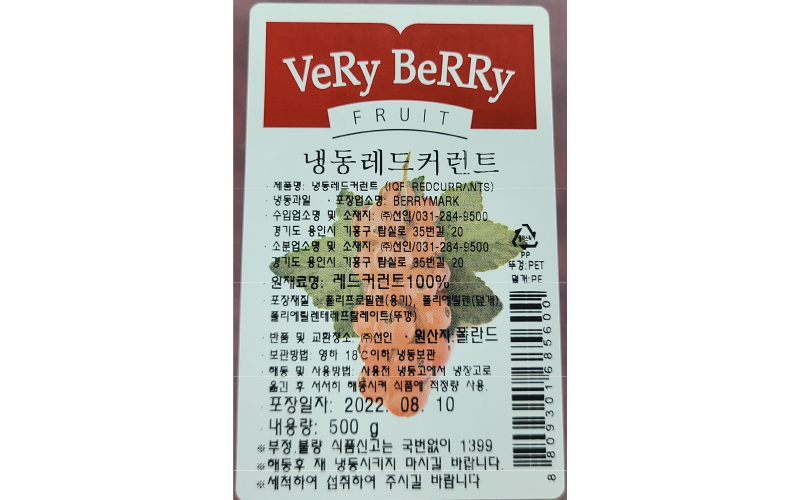 VeRy BeRRy
FRUIT
냉동레드커런트
· 제품명: 냉동레드커런트 (IQF REDCURRANTS)
· 냉동과일 · 포장업소명: BERRYMARK
· 수입업소명 및 소재지: ㈜선인/031-284-9500
경기도 용인시 기흥구 탑실로 35번길 20
· 소분업소명 및 소재지: ㈜선인/031-284-9500
경기도 용인시 기흥구 탑실로 35번길 20
· 원재료명: 레드커런트100%
· 포장재질 : 폴리프로필렌(용기), 폴리에틸렌(덮개),
폴리에틸렌테레프탈레이트(뚜껑)
· 반품 및 교환장소: ㈜선인 · 원산지:폴란드
· 보관방법: 영하 18℃이하 냉동보관
· 해동 및 사용방법: 사용전 냉동고에서 냉장고로
옮긴 후 서서히 해동시켜 식품에 적정량 사용.
· 포장일자: 2022. 08. 10
· 내용량: 500 g
※부정.불량 식품신고는 국번없이 1399
※해동후 재 냉동시키지 마시길 바랍니다.
※세척하여 섭취하여 주시길 바랍니다
플라스틱
PP
뚜껑:PET
덮개:PE
8 809301 685600